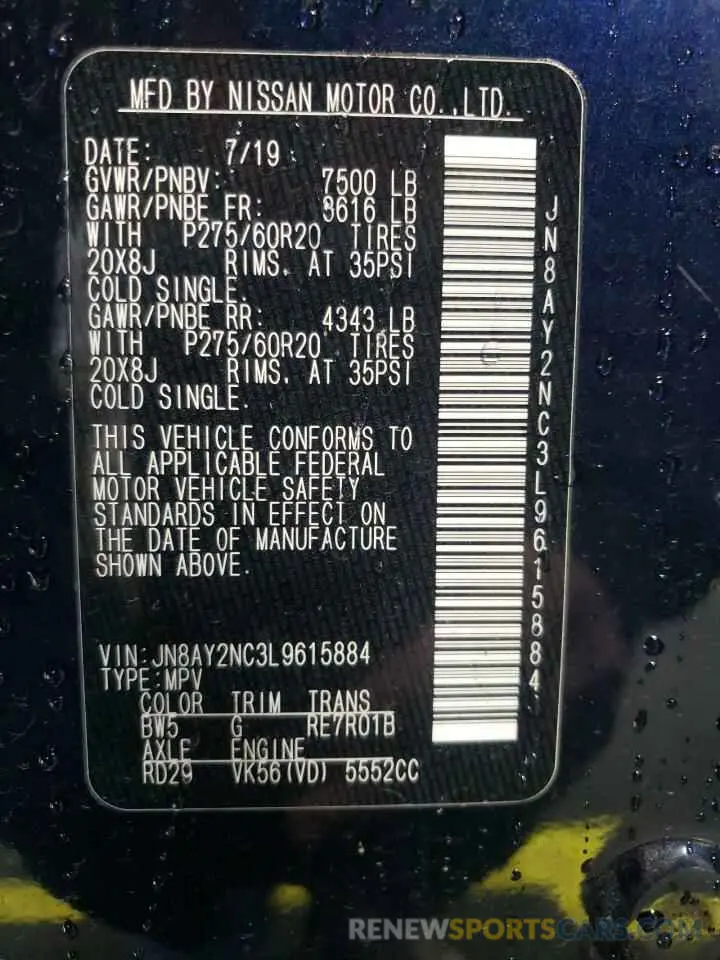 MFD BY NISSAN MOTOR CO.,LTD.
DATE: 7/19
GVWR/PNBV: 7500 LB
GAWR/PNBE FR: 3616 LB
WITH P275/60R20 TIRES
20X8J RIMS, AT 35PSI
COLD SINGLE.
GAWR/PNBE RR: 4343 LB
WITH P275/60R20 TIRES
20X8J RIMS, AT 35PSI
COLD SINGLE.
THIS VEHICLE CONFORMS TO
ALL APPLICABLE FEDERAL
MOTOR VEHICLE SAFETY
STANDARDS IN EFFECT ON
THE DATE OF MANUFACTURE
SHOWN ABOVE.
VIN:JN8AY2NC3L9615884
TYPE:MPV
COLOR TRIM TRANS
BW5 G RE7R01B
AXLE ENGINE
RD29 VK56(VD) 5552CC
JN8AY2NC3L9615884
RENEWSPORTSCARS.COM